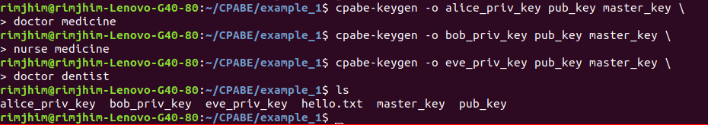 rimjhim@rimjhim-Lenovo-G40-80:~/CPABE/example_1$ cpabe-keygen -o alice_priv_key pub_key master_key \
> doctor medicine
rimjhim@rimjhim-Lenovo-G40-80:~/CPABE/example_1$ cpabe-keygen -o bob_priv_key pub_key master_key \
> nurse medicine
rimjhim@rimjhim-Lenovo-G40-80:~/CPABE/example_1$ cpabe-keygen -o eve_priv_key pub_key master_key \
> doctor dentist
rimjhim@rimjhim-Lenovo-G40-80:~/CPABE/example_1$ ls
alice_priv_key  bob_priv_key  eve_priv_key  hello.txt  master_key  pub_key
rimjhim@rimjhim-Lenovo-G40-80:~/CPABE/example_1$ _